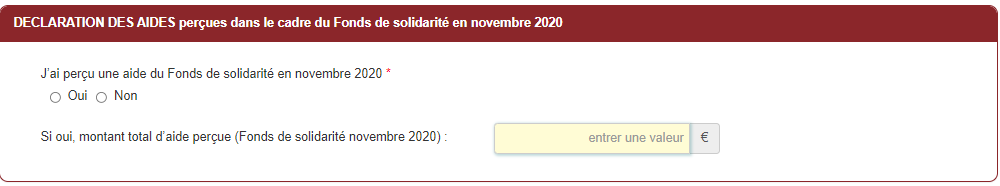 DECLARATION DES AIDES perçues dans le cadre du Fonds de solidarité en novembre 2020
J'ai perçu une aide du Fonds de solidarité en novembre 2020 *
Oui Non
Si oui, montant total d'aide perçue (Fonds de solidarité novembre 2020) : entrer une valeur €